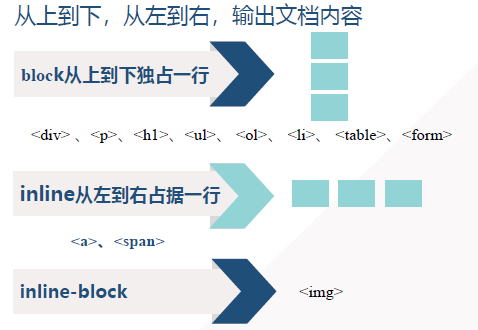 从上到下，从左到右，输出文档内容
block从上到下独占一行
<div> 、<p>、<h1>、<ul>、 <ol>、<li>、 <table>、<form>
inline从左到右占据一行
<a>、<span>
inline-block
<img>